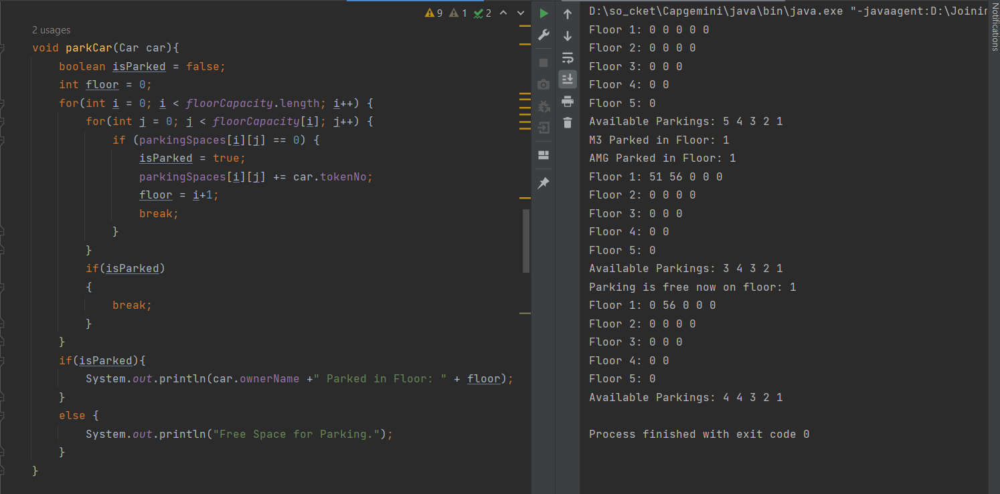 9 1 2
2 usages
void parkCar(Car car){
boolean isParked = false;
int floor = 0;
for(int i = 0; i < floorCapacity.length; i++) {
for(int j = 0; j < floorCapacity[i]; j++) {
if (parkingSpaces[i][j] == 0) {
isParked = true;
parkingSpaces[i][j] += car.tokenNo;
floor = i+1;
break;
}
}
if(isParked)
{
break;
}
}
if(isParked){
System.out.println(car.ownerName +" Parked in Floor: " + floor);
}
else {
System.out.println("Free Space for Parking.");
}
}
D:\so_cket\Capgemini\java\bin\java.exe "-javaagent:D:\Joinin
Floor 1: 0 0 0 0 0
Floor 2: 0 0 0 0
Floor 3: 0 0 0
Floor 4: 0 0
Floor 5: 0
Available Parkings: 5 4 3 2 1
M3 Parked in Floor: 1
AMG Parked in Floor: 1
Floor 1: 51 56 0 0 0
Floor 2: 0 0 0 0
Floor 3: 0 0 0
Floor 4: 0 0
Floor 5: 0
Available Parkings: 3 4 3 2 1
Parking is free now on floor: 1
Floor 1: 0 56 0 0 0
Floor 2: 0 0 0 0
Floor 3: 0 0 0
Floor 4: 0 0
Floor 5: 0
Available Parkings: 4 4 3 2 1
Process finished with exit code 0
Notifications